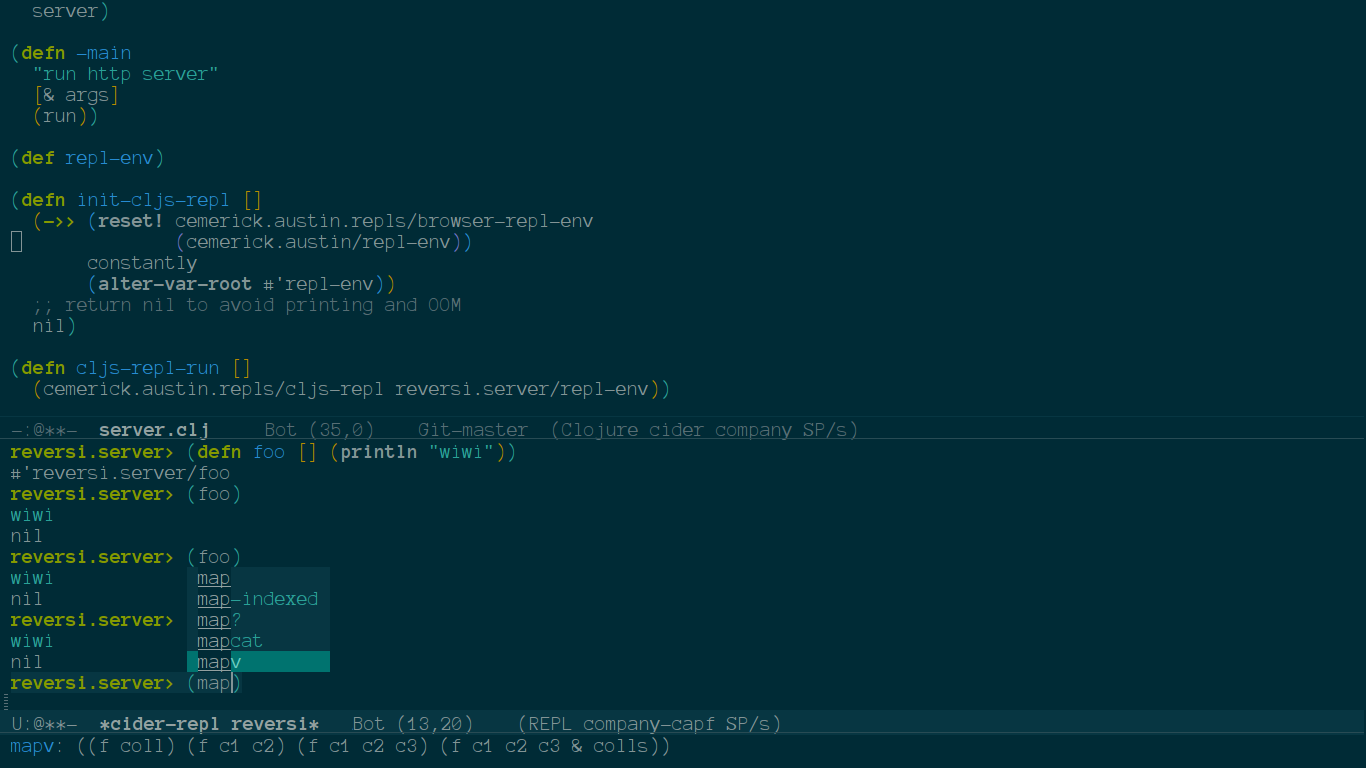 server)

(defn -main
  "run http server"
  [& args]
  (run))

(def repl-env)

(defn init-cljs-repl []
  (->> (reset! cemerick.austin.repls/browser-repl-env
               (cemerick.austin/repl-env))
       constantly
       (alter-var-root #'repl-env))
  ;; return nil to avoid printing and OOM
  nil)

(defn cljs-repl-run []
  (cemerick.austin.repls/cljs-repl reversi.server/repl-env))
-:@**-  server.clj     Bot (35,0)    Git-master  (Clojure cider company SP/s)
reversi.server> (defn foo [] (println "wiwi"))
#'reversi.server/foo
reversi.server> (foo)
wiwi
nil
reversi.server> (foo)
wiwi             map
nil              map-indexed
reversi.server>  map?
wiwi             mapcat
nil              mapv
reversi.server> (map)
U:@**-  *cider-repl reversi*   Bot (13,20)    (REPL company-capf SP/s)
mapv: ((f coll) (f c1 c2) (f c1 c2 c3) (f c1 c2 c3 & colls))